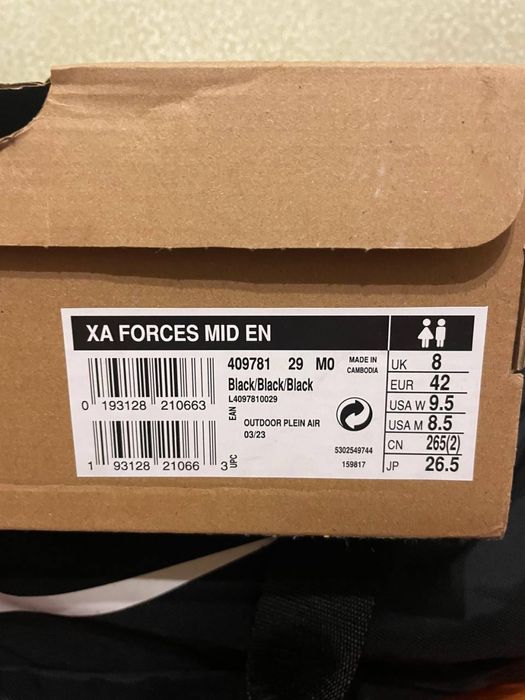 XA FORCES MID EN
409781 29 M0
MADE IN
CAMBODIA
Black/Black/Black
L4097810029
EAN
0 193128 210663
OUTDOOR PLEIN AIR
03/23
5302549744
159817
1 93128 21066 3
UPC
UK 8
EUR 42
USA W 9.5
USA M 8.5
CN 265(2)
JP 26.5